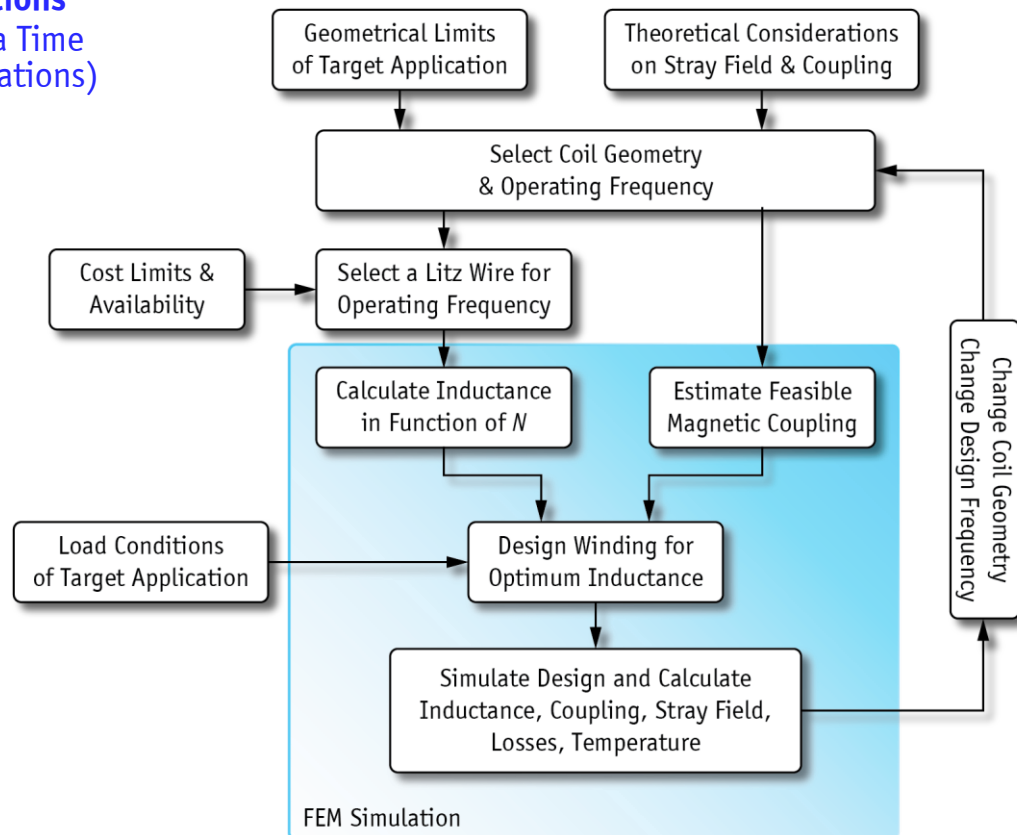 a Time
Geometrical Limits
of Target Application
Theoretical Considerations
on Stray Field & Coupling
Select Coil Geometry
& Operating Frequency
Cost Limits &
Availability
Select a Litz Wire for
Operating Frequency
Calculate Inductance
in Function of N
Estimate Feasible
Magnetic Coupling
Change Coil Geometry
Change Design Frequency
Load Conditions
of Target Application
Design Winding for
Optimum Inductance
Simulate Design and Calculate
Inductance, Coupling, Stray Field,
Losses, Temperature
FEM Simulation